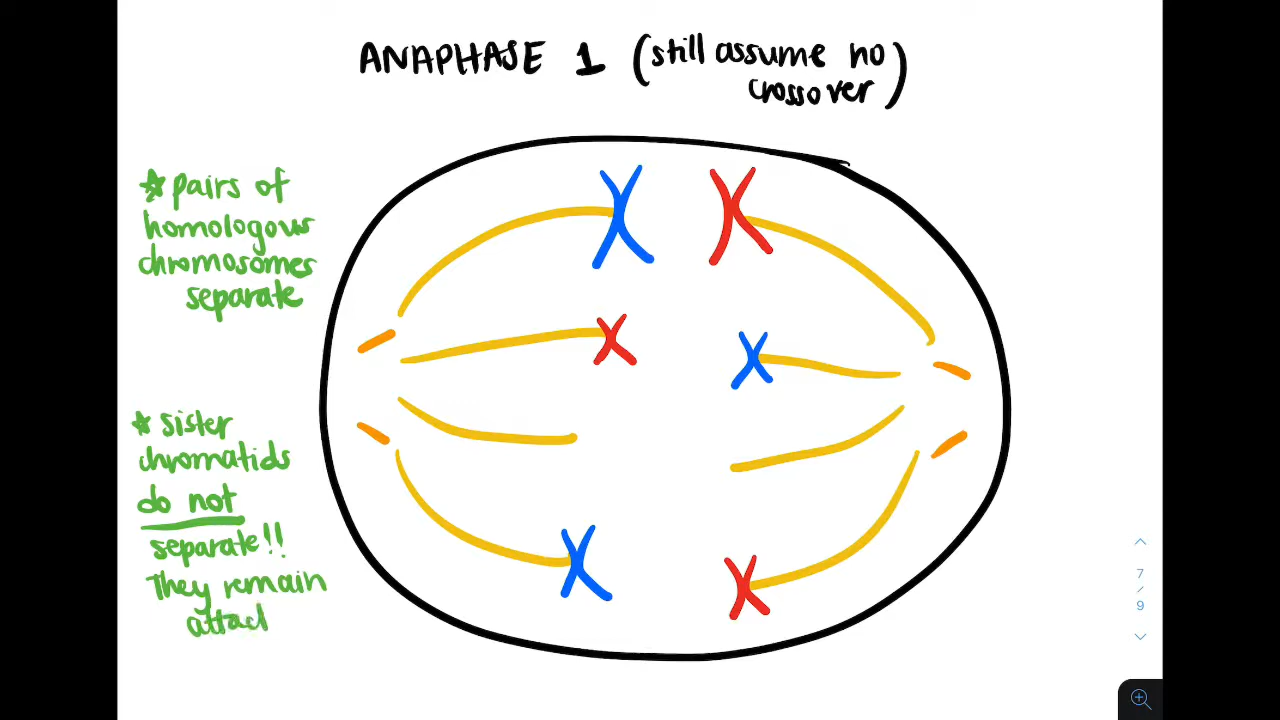 ANAPHASE 1 (still assume no
crossover)
☆ pairs of
homologous
chromosomes
separate
☆ sister
chromatids
do not
separate!!
They remain
attach
7
/
9